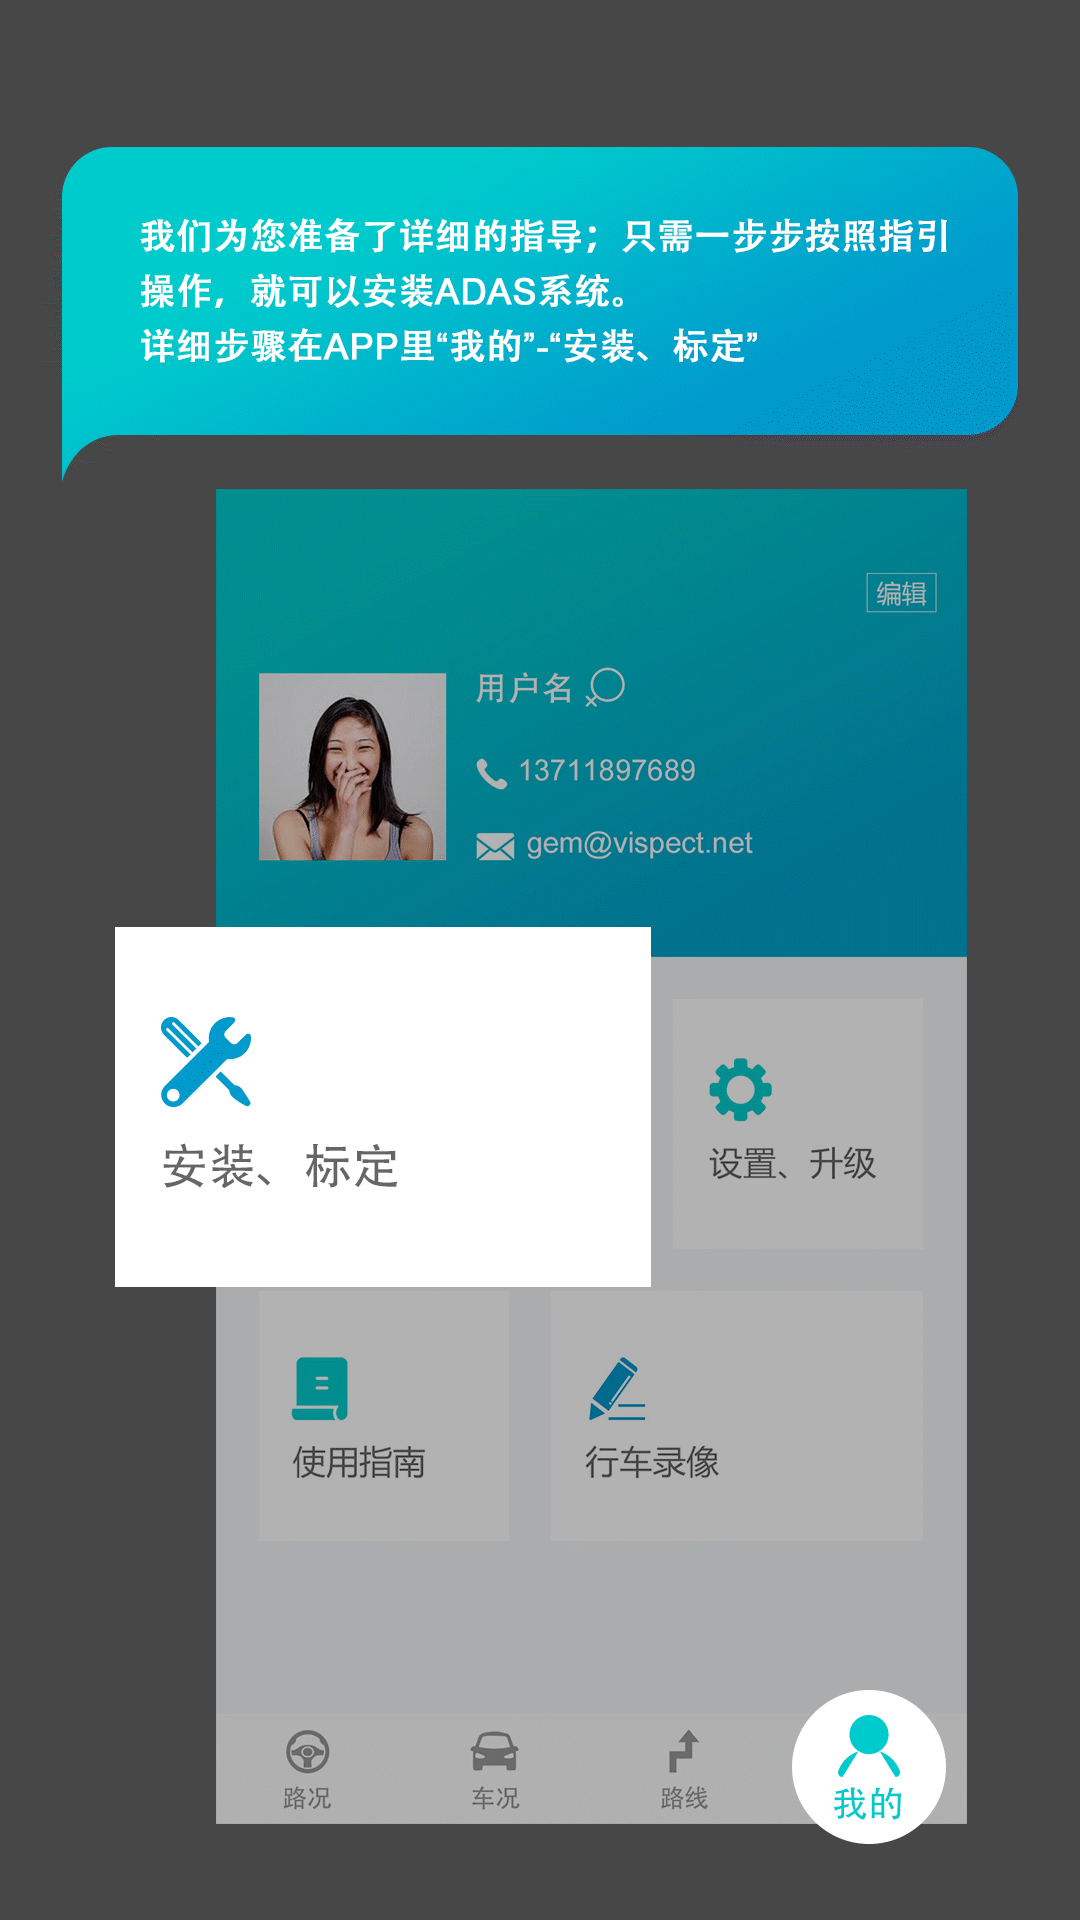 我们为您准备了详细的指导；只需一步步按照指引
操作，就可以安装ADAS系统。
详细步骤在APP里“我的”-“安装、标定”
编辑
用户名
13711897689
gem@vispect.net
安装、标定
设置、升级
使用指南
行车录像
路况
车况
路线
我的